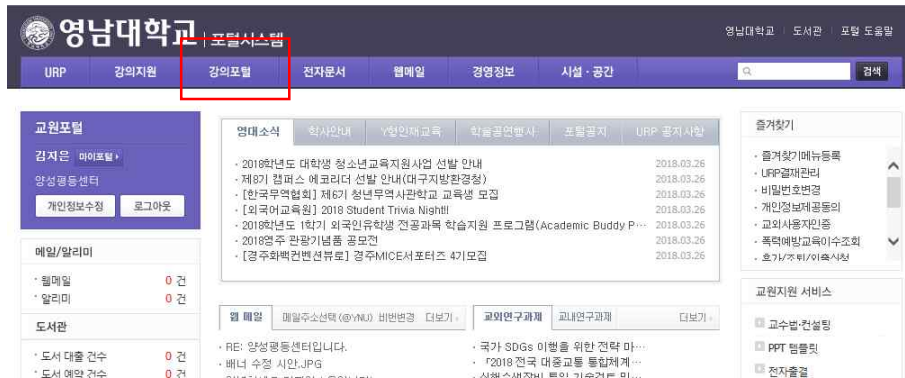 영남대학교 | 포털시스템
영남대학교 도서관 포털 도움말
URP 강의지원 강의포털 전자문서 웹메일 경영정보 시설·공간 검색
교원포털
김지은 마이포털
양성평등센터
개인정보수정 로그아웃
메일/알리미
· 웹메일 0 건
· 알리미 0 건
도서관
· 도서 대출 건수 0 건
· 도서 예약 건수 0 건
영대소식 학사안내 Y형인재교육 학술공연행사 포털공지 URP 공지사항
· 2018학년도 대학생 청소년교육지원사업 선발 안내 2018.03.26
· 제8기 캠퍼스 에코리더 선발 안내(대구지방환경청) 2018.03.26
· [한국무역협회] 제6기 청년무역사관학교 교육생 모집 2018.03.26
· [외국어교육원] 2018 Student Trivia Night!! 2018.03.26
· 2018학년도 1학기 외국인유학생 전공과목 학습지원 프로그램(Academic Buddy P··· 2018.03.26
· 2018영주 관광기념품 공모전 2018.03.26
· [경주화백컨벤션뷰로] 경주MICE서포터즈 4기모집 2018.03.26
웹 메일 메일주소선택 (@YNU) 비번변경 더보기
· RE: 양성평등센터입니다.
· 배너 수정 시안.JPG
교외연구과제 교내연구과제 더보기
· 국가 SDGs 이행을 위한 전략 마···
· 『2018 전국 대중교통 통합체계···
즐겨찾기
· 즐겨찾기메뉴등록
· URP결재관리
· 비밀번호변경
· 개인정보제공동의
· 교외사용자인증
· 폭력예방교육이수조회
· 휴가/조퇴/외출신청
교원지원 서비스
교수법·컨설팅
PPT 템플릿
전자출결